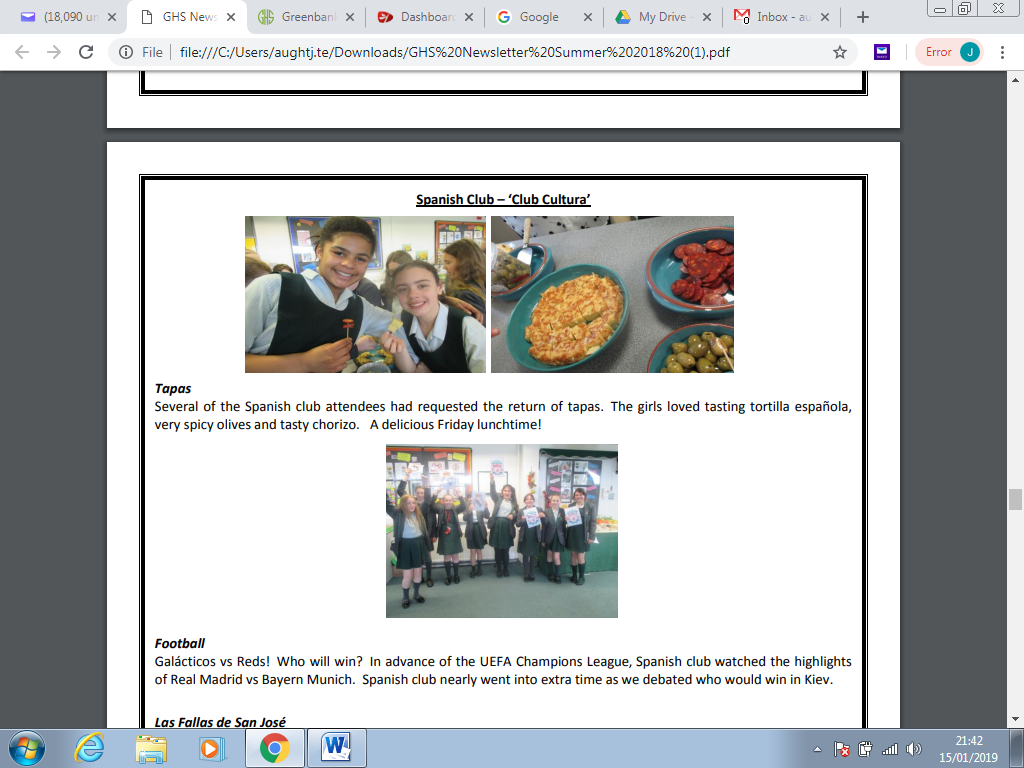 (18,090 un
GHS News
Greenban
Dashboar
Google
My Drive -
Inbox - au
File
file:///C:/Users/aughtj.te/Downloads/GHS%20Newsletter%20Summer%202018%20(1).pdf
Error
J
Spanish Club – ‘Club Cultura’
Tapas
Several of the Spanish club attendees had requested the return of tapas. The girls loved tasting tortilla española,
very spicy olives and tasty chorizo. A delicious Friday lunchtime!
Football
Galácticos vs Reds! Who will win? In advance of the UEFA Champions League, Spanish club watched the highlights
of Real Madrid vs Bayern Munich. Spanish club nearly went into extra time as we debated who would win in Kiev.
Las Fallas de San José
21:42
15/01/2019